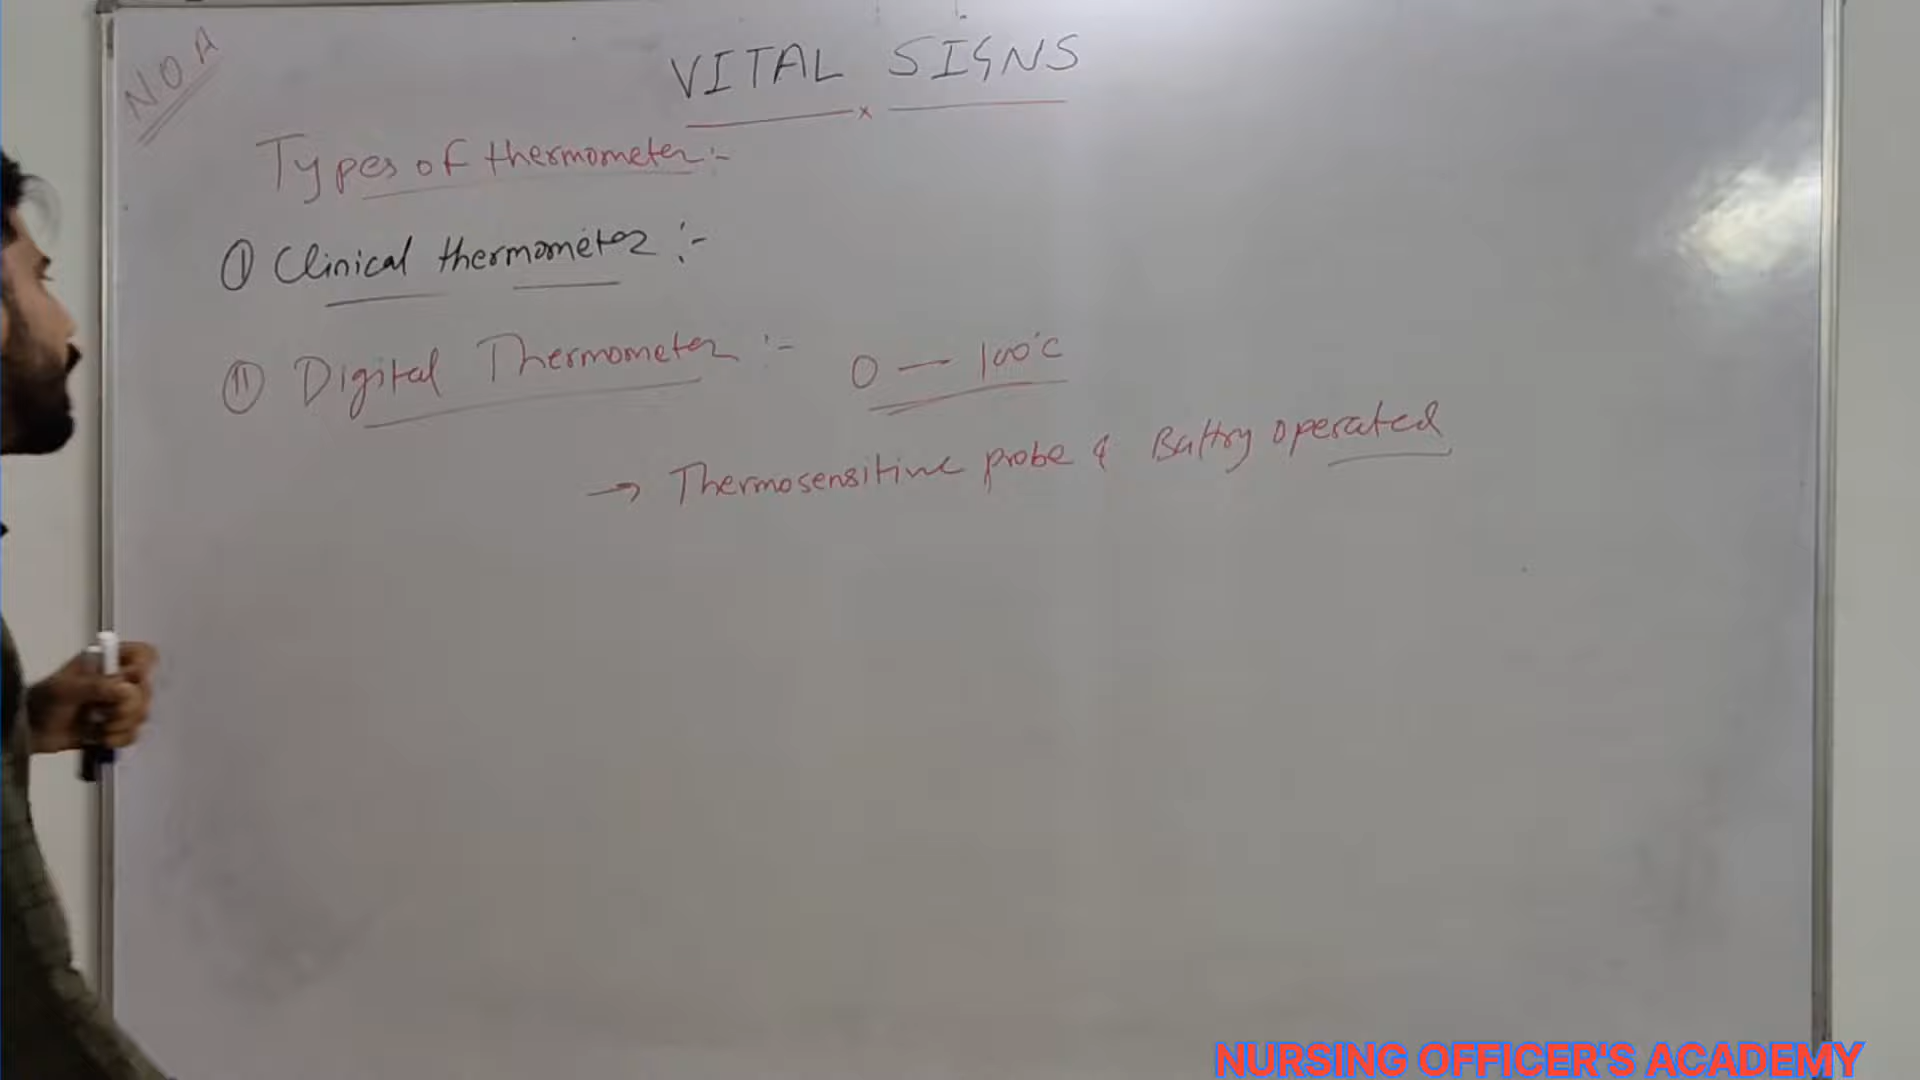 NOA
VITAL SIGNS
Types of thermometer :-
① Clinical thermometer :-
② Digital Thermometer :- 0 — 100°C
→ Thermosensitive probe & Battry operated
NURSING OFFICER'S ACADEMY